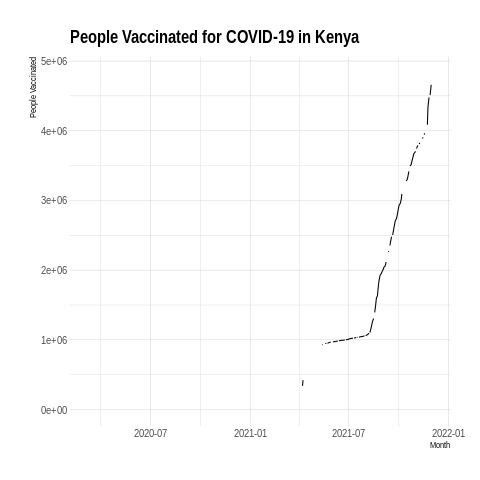 People Vaccinated for COVID-19 in Kenya
People Vaccinated
5e+06
4e+06
3e+06
2e+06
1e+06
0e+00
2020-07
2021-01
2021-07
2022-01
Month